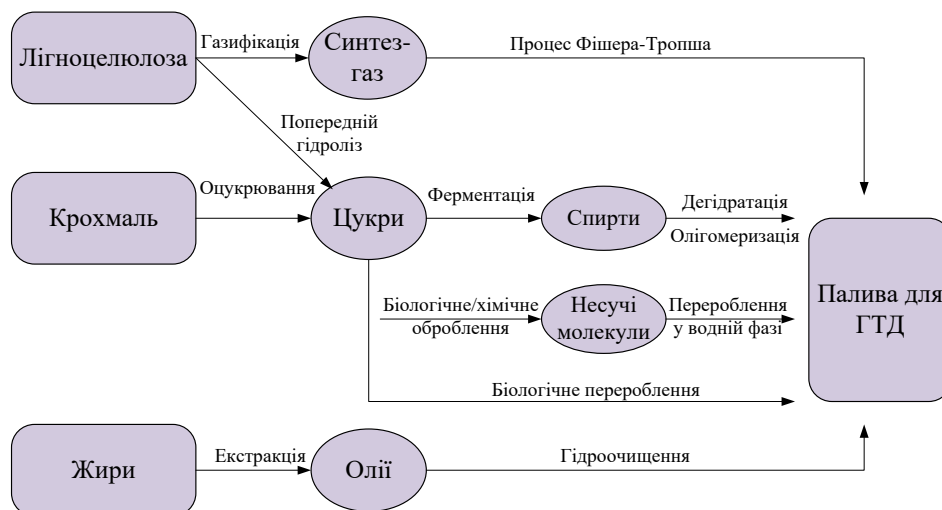 Лігноцелюлоза
Газифікація
Синтез-
газ
Процес Фішера-Тропша
Попередній
гідроліз
Крохмаль
Оцукрювання
Цукри
Ферментація
Спирти
Дегідратація
Олігомеризація
Біологічне/хімічне
оброблення
Несучі
молекули
Перероблення
у водній фазі
Палива для
ГТД
Біологічне перероблення
Жири
Екстракція
Олії
Гідроочищення